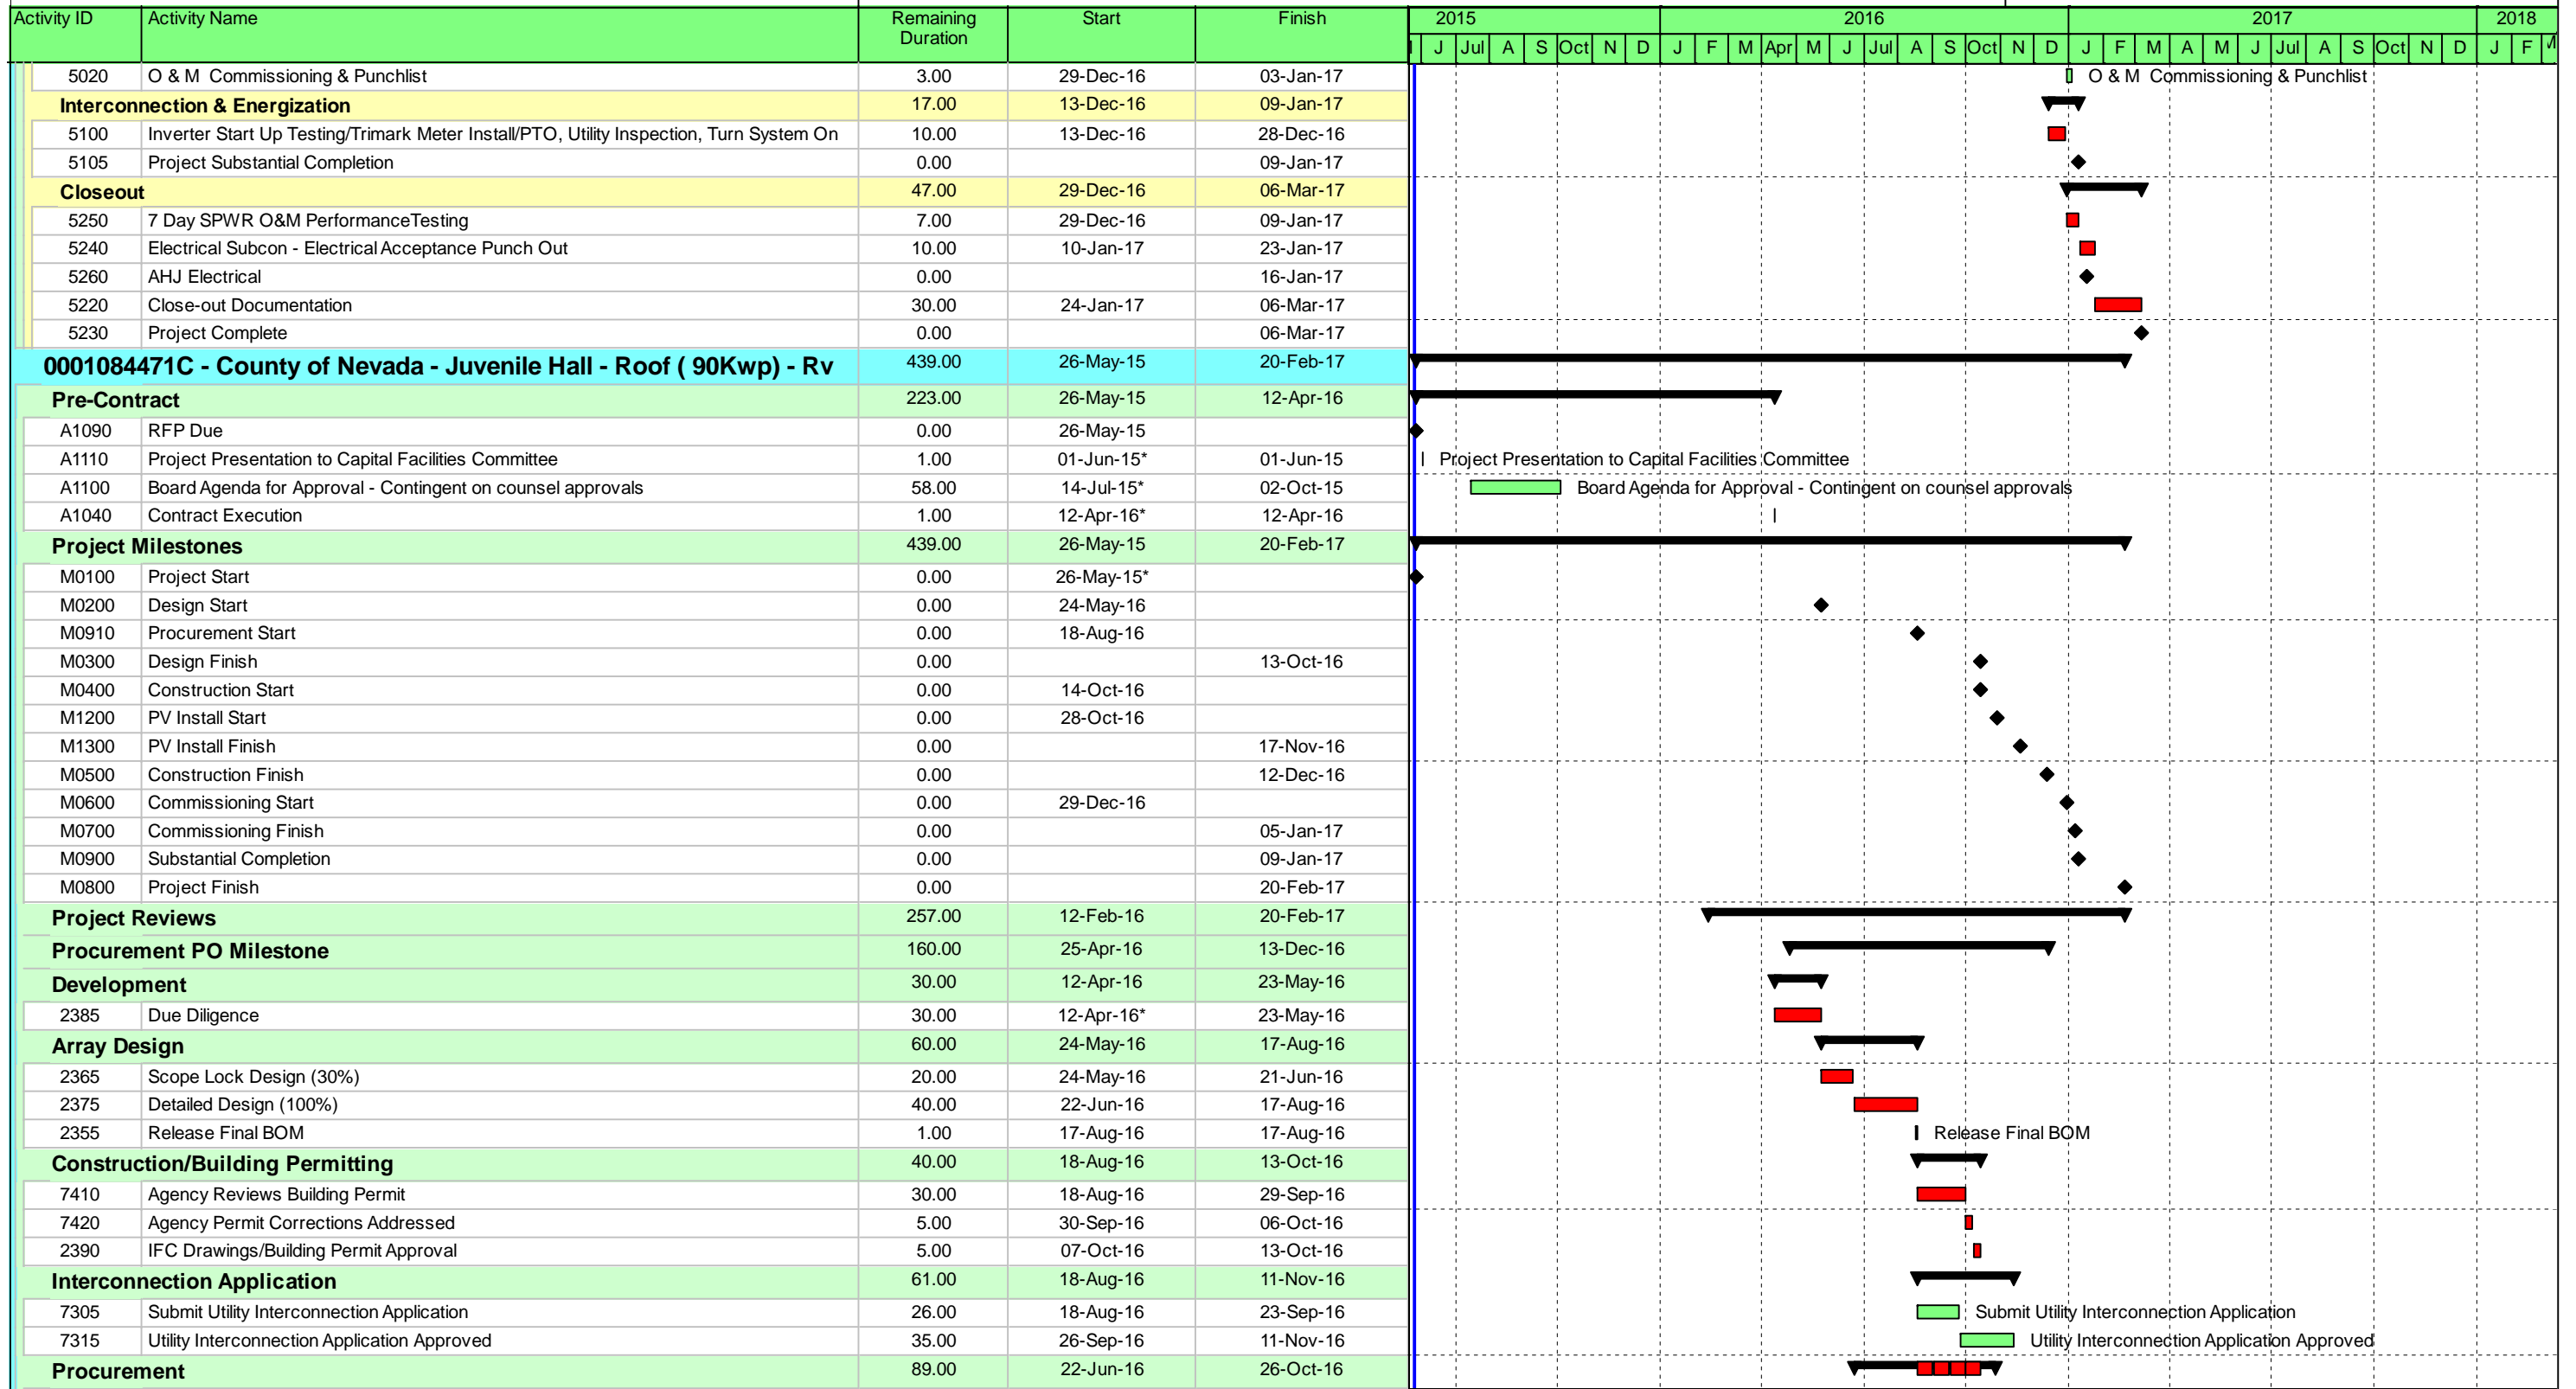 Activity ID Activity Name Remaining Duration Start Finish 2015 2016 2017 2018
J Jul A S Oct N D J F M Apr M J Jul A S Oct N D J F M A M J Jul A S Oct N D J F
5020 O & M Commissioning & Punchlist 3.00 29-Dec-16 03-Jan-17 O & M Commissioning & Punchlist
Interconnection & Energization 17.00 13-Dec-16 09-Jan-17
5100 Inverter Start Up Testing/Trimark Meter Install/PTO, Utility Inspection, Turn System On 10.00 13-Dec-16 28-Dec-16
5105 Project Substantial Completion 0.00 09-Jan-17
Closeout 47.00 29-Dec-16 06-Mar-17
5250 7 Day SPWR O&M PerformanceTesting 7.00 29-Dec-16 09-Jan-17
5240 Electrical Subcon - Electrical Acceptance Punch Out 10.00 10-Jan-17 23-Jan-17
5260 AHJ Electrical 0.00 16-Jan-17
5220 Close-out Documentation 30.00 24-Jan-17 06-Mar-17
5230 Project Complete 0.00 06-Mar-17
0001084471C - County of Nevada - Juvenile Hall - Roof ( 90Kwp) - Rv 439.00 26-May-15 20-Feb-17
Pre-Contract 223.00 26-May-15 12-Apr-16
A1090 RFP Due 0.00 26-May-15
A1110 Project Presentation to Capital Facilities Committee 1.00 01-Jun-15* 01-Jun-15 Project Presentation to Capital Facilities Committee
A1100 Board Agenda for Approval - Contingent on counsel approvals 58.00 14-Jul-15* 02-Oct-15 Board Agenda for Approval - Contingent on counsel approvals
A1040 Contract Execution 1.00 12-Apr-16* 12-Apr-16
Project Milestones 439.00 26-May-15 20-Feb-17
M0100 Project Start 0.00 26-May-15*
M0200 Design Start 0.00 24-May-16
M0910 Procurement Start 0.00 18-Aug-16
M0300 Design Finish 0.00 13-Oct-16
M0400 Construction Start 0.00 14-Oct-16
M1200 PV Install Start 0.00 28-Oct-16
M1300 PV Install Finish 0.00 17-Nov-16
M0500 Construction Finish 0.00 12-Dec-16
M0600 Commissioning Start 0.00 29-Dec-16
M0700 Commissioning Finish 0.00 05-Jan-17
M0900 Substantial Completion 0.00 09-Jan-17
M0800 Project Finish 0.00 20-Feb-17
Project Reviews 257.00 12-Feb-16 20-Feb-17
Procurement PO Milestone 160.00 25-Apr-16 13-Dec-16
Development 30.00 12-Apr-16 23-May-16
2385 Due Diligence 30.00 12-Apr-16* 23-May-16
Array Design 60.00 24-May-16 17-Aug-16
2365 Scope Lock Design (30%) 20.00 24-May-16 21-Jun-16
2375 Detailed Design (100%) 40.00 22-Jun-16 17-Aug-16
2355 Release Final BOM 1.00 17-Aug-16 17-Aug-16 Release Final BOM
Construction/Building Permitting 40.00 18-Aug-16 13-Oct-16
7410 Agency Reviews Building Permit 30.00 18-Aug-16 29-Sep-16
7420 Agency Permit Corrections Addressed 5.00 30-Sep-16 06-Oct-16
2390 IFC Drawings/Building Permit Approval 5.00 07-Oct-16 13-Oct-16
Interconnection Application 61.00 18-Aug-16 11-Nov-16
7305 Submit Utility Interconnection Application 26.00 18-Aug-16 23-Sep-16 Submit Utility Interconnection Application
7315 Utility Interconnection Application Approved 35.00 26-Sep-16 11-Nov-16 Utility Interconnection Application Approved
Procurement 89.00 22-Jun-16 26-Oct-16